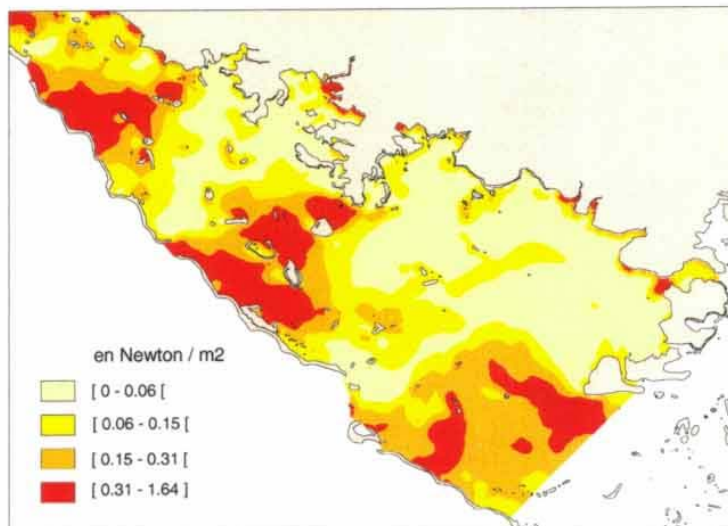 en Newton / m2
[ 0 - 0.06 [
[ 0.06 - 0.15 [
[ 0.15 - 0.31 [
[ 0.31 - 1.64 ]